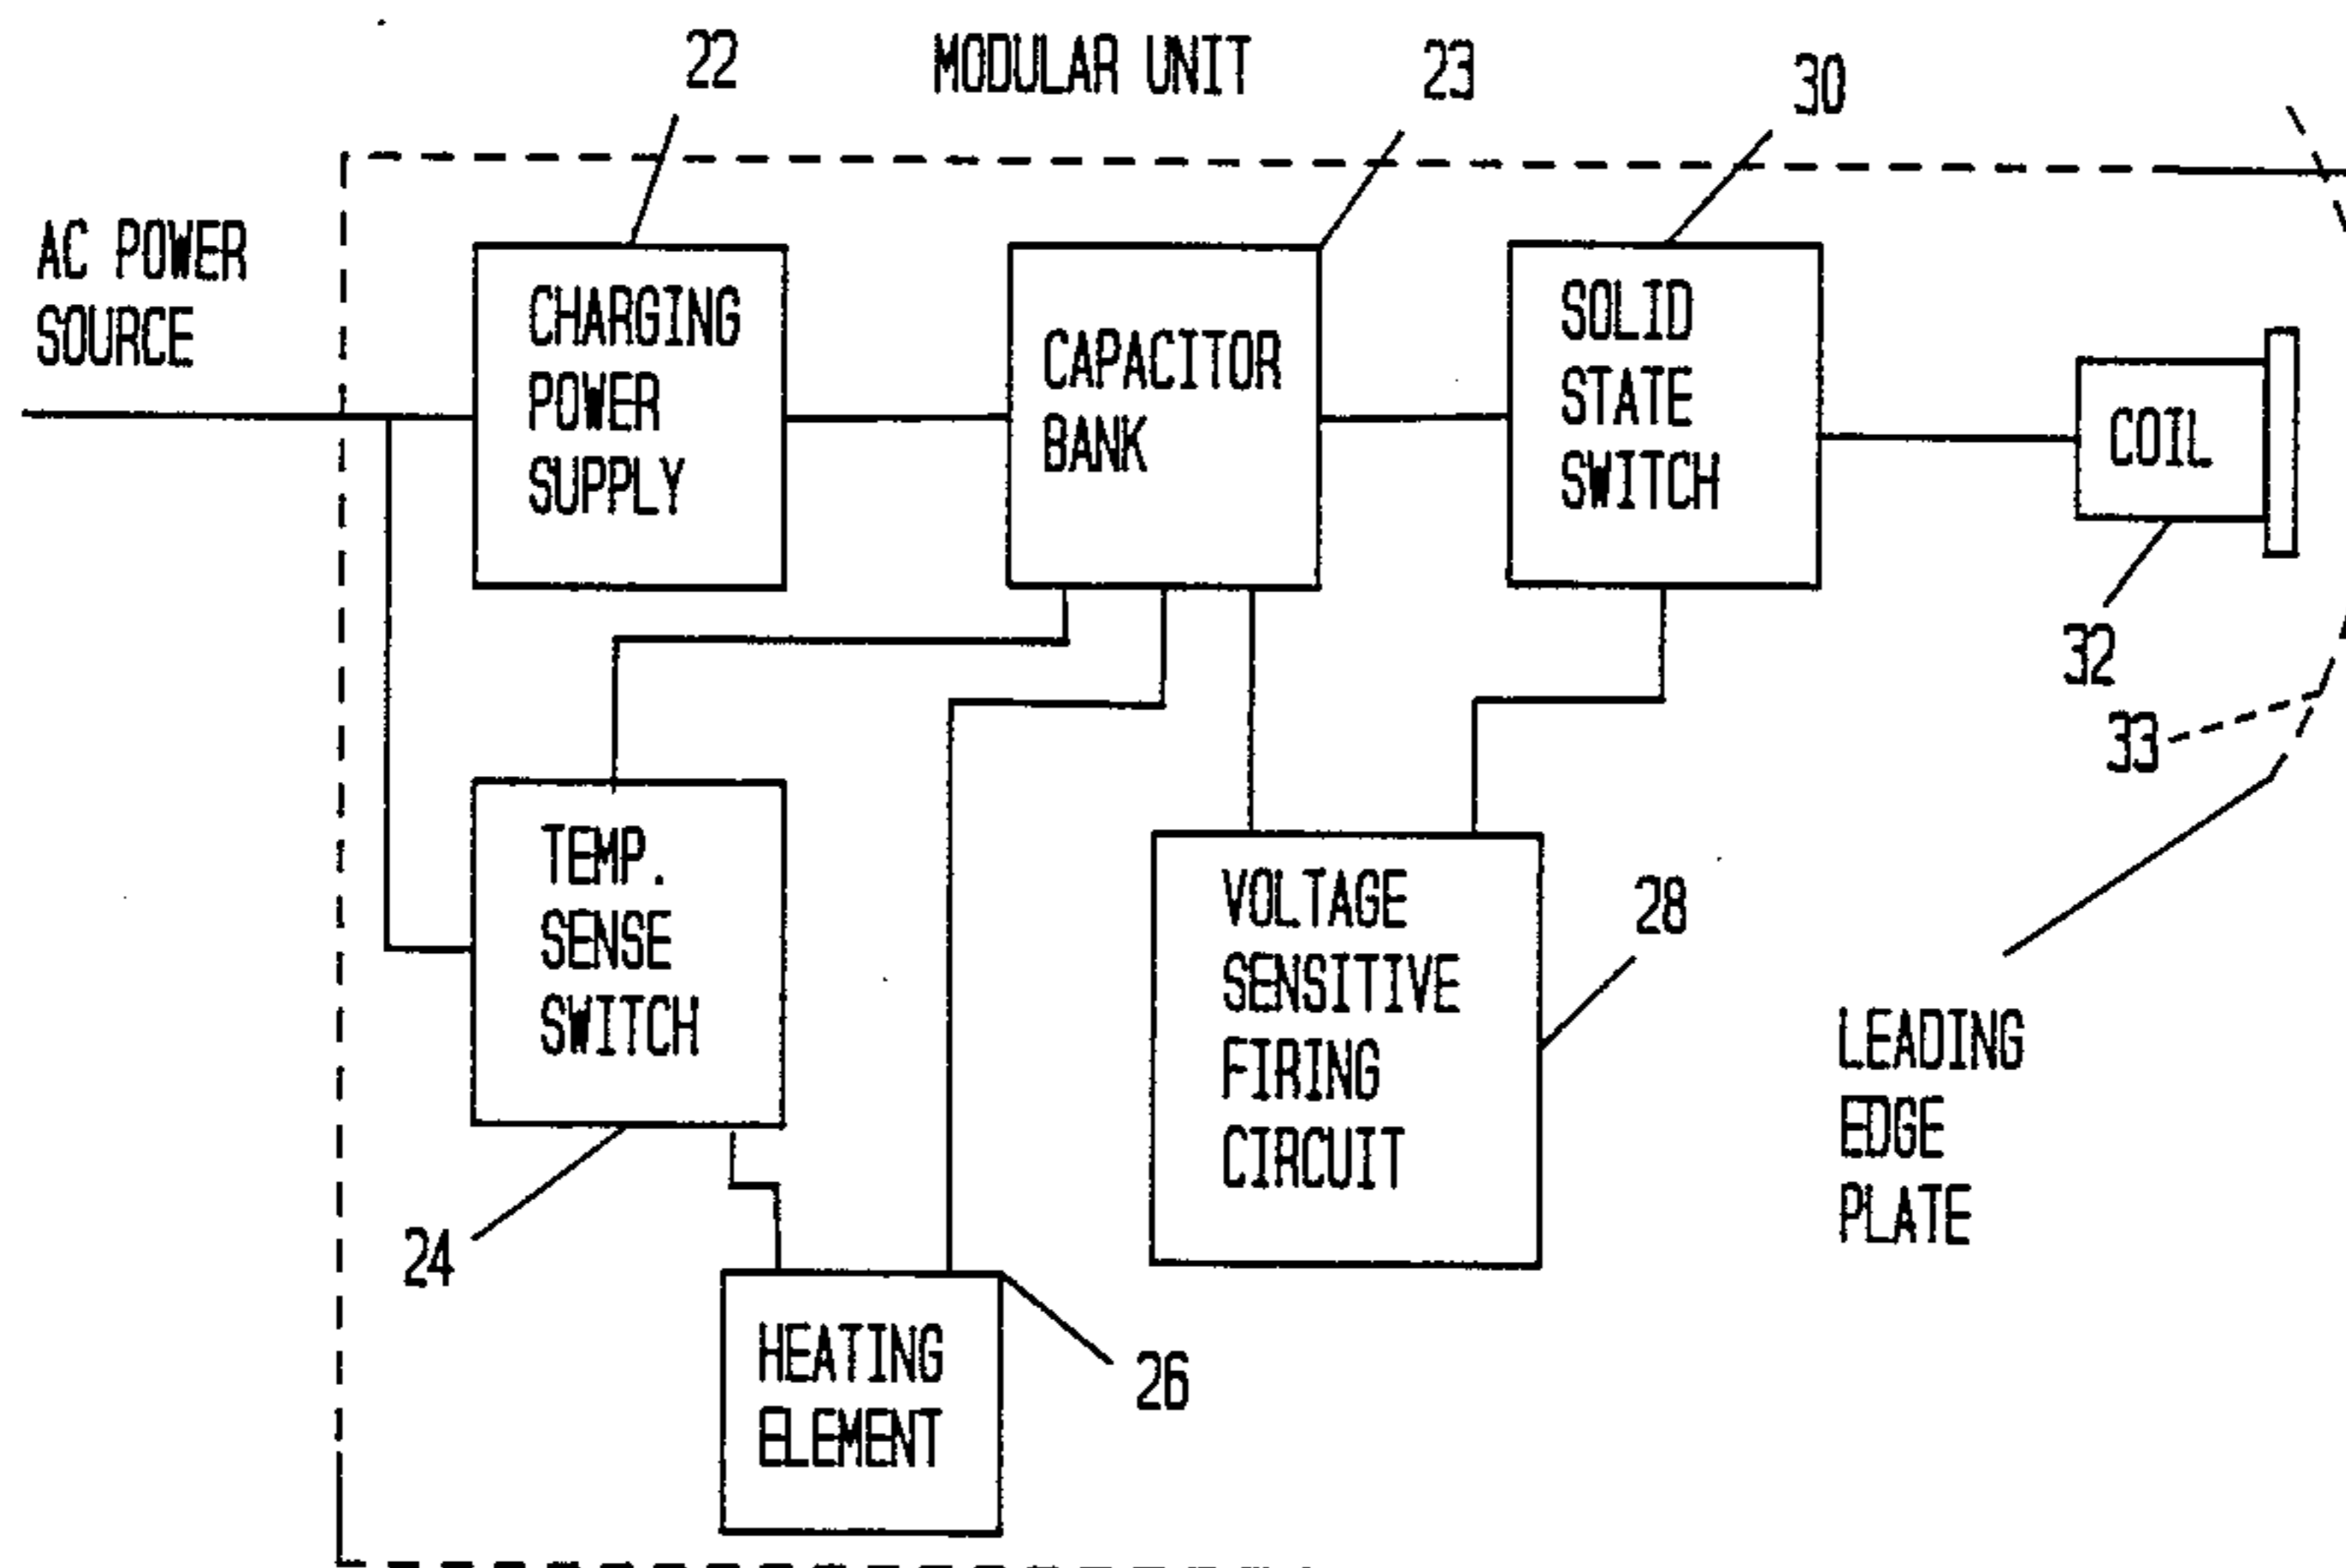 22
MODULAR UNIT
23
30
AC POWER
SOURCE
CHARGING
POWER
SUPPLY
CAPACITOR
BANK
SOLID
STATE
SWITCH
COIL
32
33
TEMP.
SENSE
SWITCH
VOLTAGE
SENSITIVE
FIRING
CIRCUIT
28
LEADING
EDGE
PLATE
24
HEATING
ELEMENT
26